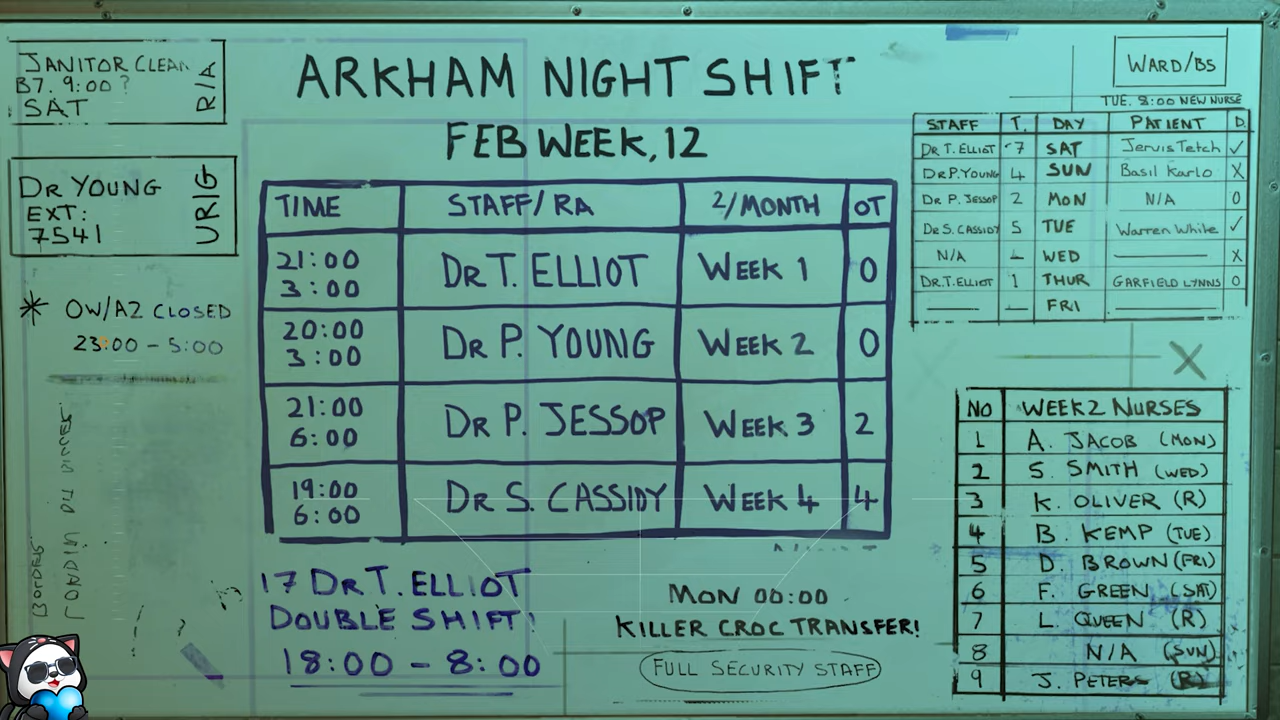 JANITOR CLEAN
B7. 9:00 ?
SAT
R/A
ARKHAM NIGHT SHIFT
FEB WEEK, 12
DR YOUNG
EXT:
7541
URIG
* OW/A2 CLOSED
23:00 - 5:00
TIME STAFF/RA 2/MONTH OT
21:00
3:00
DR T. ELLIOT WEEK 1 0
20:00
3:00
DR P. YOUNG WEEK 2 0
21:00
6:00
DR P. JESSOP WEEK 3 2
19:00
6:00
DR S. CASSIDY WEEK 4 4
17 DR T. ELLIOT
DOUBLE SHIFT!
18:00 - 8:00
MON 00:00
KILLER CROC TRANSFER!
FULL SECURITY STAFF
WARD/BS
TUE. 8:00 NEW NURSE
STAFF T. DAY PATIENT D.
DR T. ELLIOT 7 SAT Jervis Tetch ✓
DR P. YOUNG 4 SUN Basil Karlo X
DR P. JESSOP 2 MON N/A 0
DR S. CASSIDY 5 TUE Warren White ✓
N/A WED X
DR.T.ELLIOT 1 THUR GARFIELD LYNNS 0
FRI
X
NO WEEK2 NURSES
1 A. JACOB (MON)
2 S. SMITH (WED)
3 K. OLIVER (R)
4 B. KEMP (TUE)
5 D. BROWN (FRI)
6 F. GREEN (SAT)
7 L. QUEEN (R)
8 N/A (SUN)
9 J. PETERS (R)